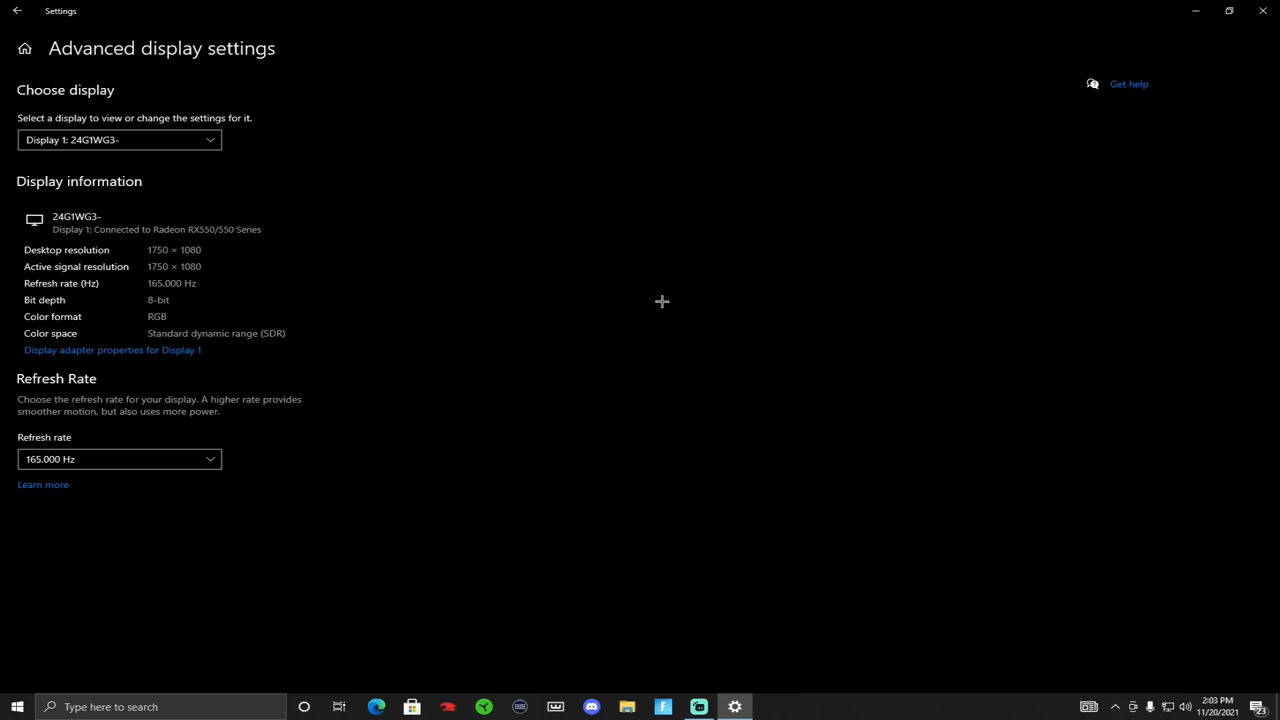 Settings
Advanced display settings
Get help
Choose display
Select a display to view or change the settings for it.
Display 1: 24G1WG3-
Display information
24G1WG3-
Display 1: Connected to Radeon RX550/550 Series
Desktop resolution 1750 × 1080
Active signal resolution 1750 × 1080
Refresh rate (Hz) 165.000 Hz
Bit depth 8-bit
Color format RGB
Color space Standard dynamic range (SDR)
Display adapter properties for Display 1
Refresh Rate
Choose the refresh rate for your display. A higher rate provides
smoother motion, but also uses more power.
Refresh rate
165.000 Hz
Learn more
Type here to search
2:03 PM
11/20/2021
23